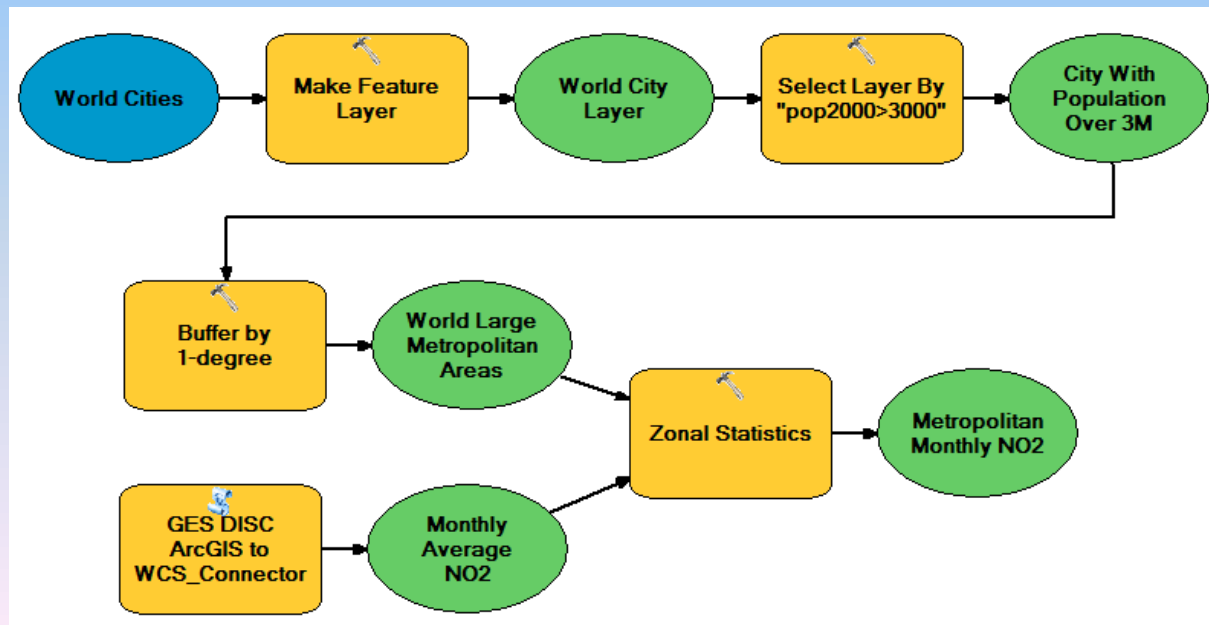 World Cities
Make Feature
Layer
World City
Layer
Select Layer By
"pop2000>3000"
City With
Population
Over 3M
Buffer by
1-degree
World Large
Metropolitan
Areas
Zonal Statistics
Metropolitan
Monthly NO2
GES DISC
ArcGIS to
WCS_Connector
Monthly
Average
NO2